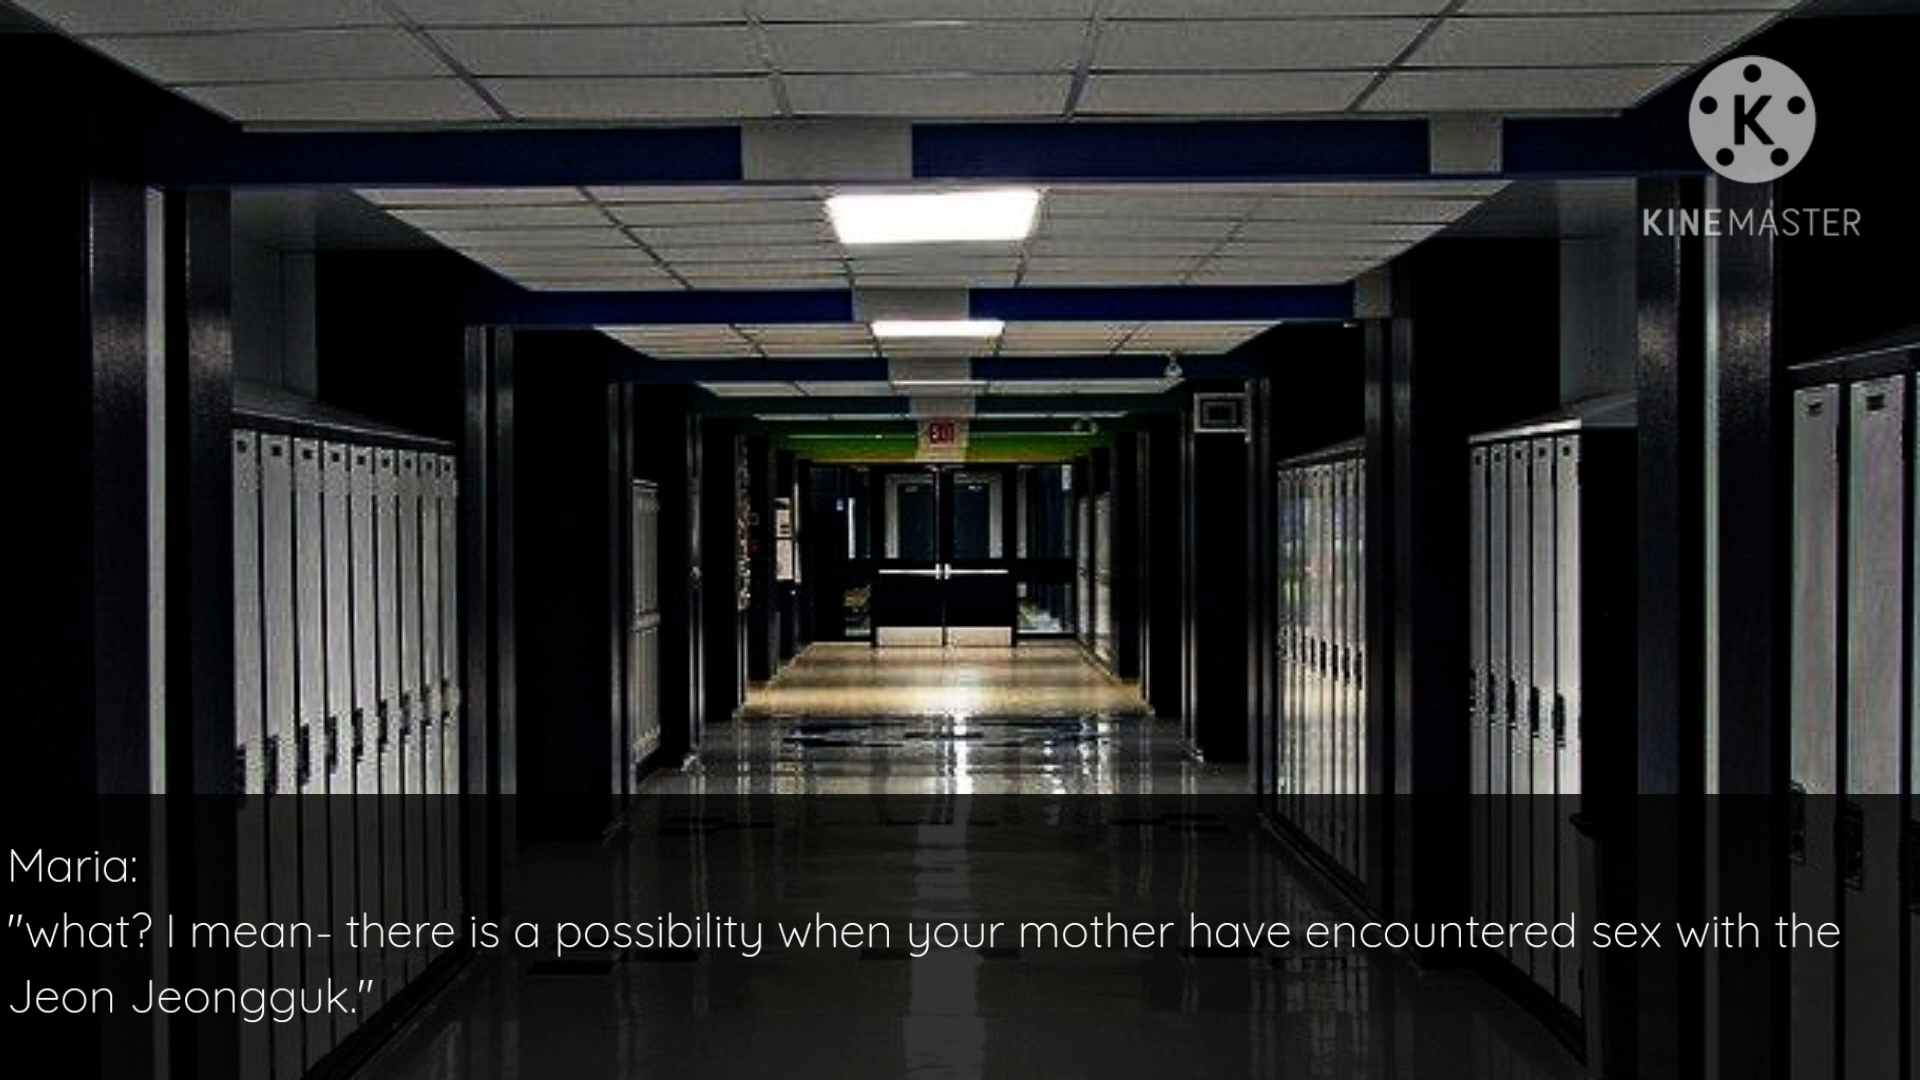 K
KINEMASTER
EXIT
Maria:
"what? I mean- there is a possibility when your mother have encountered sex with the
Jeon Jeongguk."